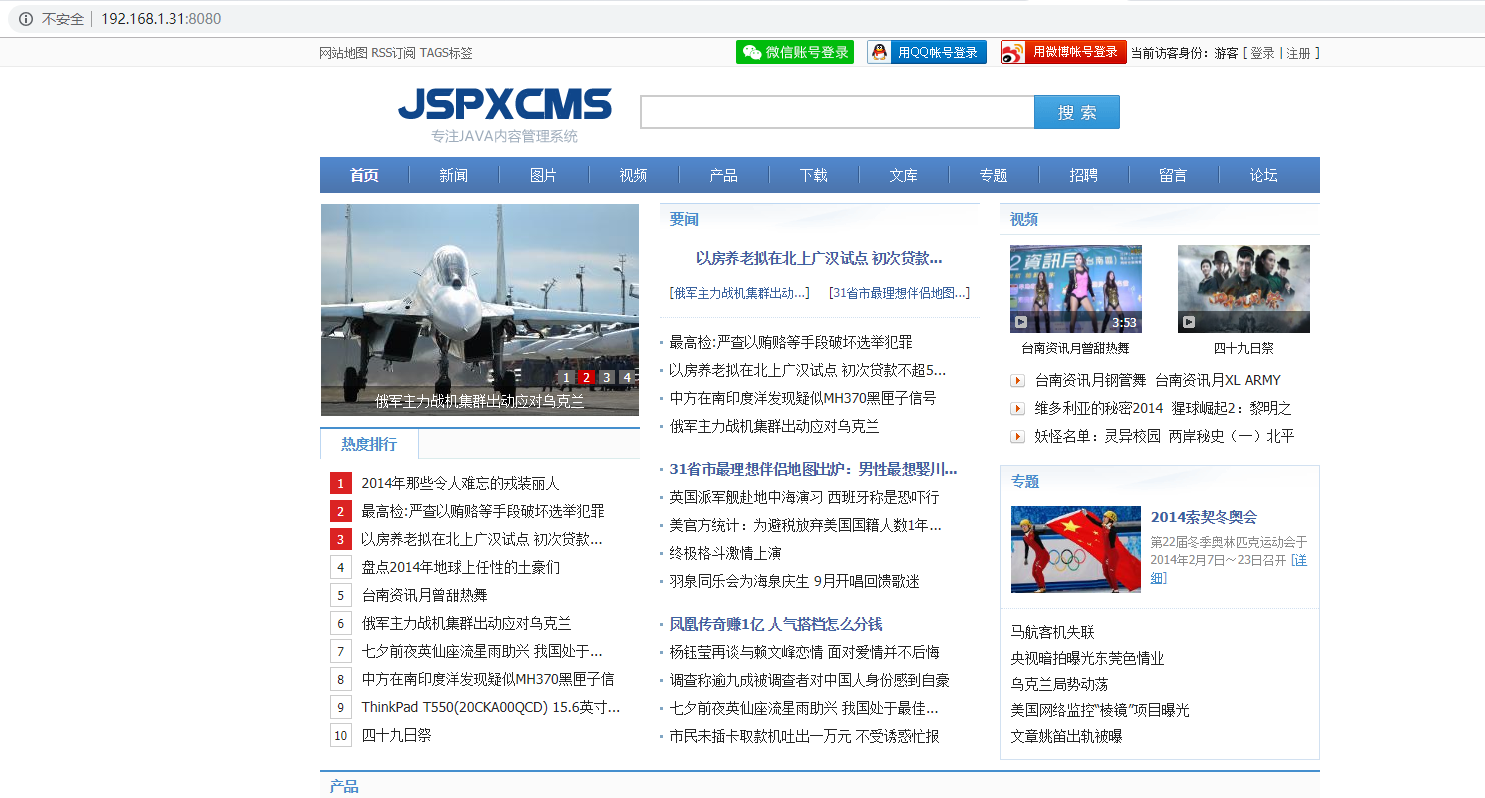 不安全 192.168.1.31:8080
网站地图 RSS订阅 TAGS标签
微信账号登录 用QQ帐号登录 用微博帐号登录 当前访客身份：游客 [ 登录 | 注册 ]
JSPXCMS
专注JAVA内容管理系统
搜 索
首页 新闻 图片 视频 产品 下载 文库 专题 招聘 留言 论坛
1 2 3 4
俄军主力战机集群出动应对乌克兰
热度排行
1 2014年那些令人难忘的戎装丽人
2 最高检:严查以贿赂等手段破坏选举犯罪
3 以房养老拟在北上广汉试点 初次贷款...
4 盘点2014年地球上任性的土豪们
5 台南资讯月曾甜热舞
6 俄军主力战机集群出动应对乌克兰
7 七夕前夜英仙座流星雨助兴 我国处于...
8 中方在南印度洋发现疑似MH370黑匣子信
9 ThinkPad T550(20CKA00QCD) 15.6英寸...
10 四十九日祭
要闻
以房养老拟在北上广汉试点 初次贷款...
[俄军主力战机集群出动...] [31省市最理想伴侣地图...]
最高检:严查以贿赂等手段破坏选举犯罪
以房养老拟在北上广汉试点 初次贷款不超5...
中方在南印度洋发现疑似MH370黑匣子信号
俄军主力战机集群出动应对乌克兰
31省市最理想伴侣地图出炉：男性最想娶川...
英国派军舰赴地中海演习 西班牙称是恐吓行
美官方统计：为避税放弃美国国籍人数1年...
终极格斗激情上演
羽泉同乐会为海泉庆生 9月开唱回馈歌迷
凤凰传奇赚1亿 人气搭档怎么分钱
杨钰莹再谈与赖文峰恋情 面对爱情并不后悔
调查称逾九成被调查者对中国人身份感到自豪
七夕前夜英仙座流星雨助兴 我国处于最佳...
市民未插卡取款机吐出一万元 不受诱惑忙报
视频
2資訊月
3:53
台南资讯月曾甜热舞 四十九日祭
台南资讯月钢管舞 台南资讯月XL ARMY
维多利亚的秘密2014 猩球崛起2：黎明之
妖怪名单：灵异校园 两岸秘史（一）北平
专题
2014索契冬奥会
第22届冬季奥林匹克运动会于
2014年2月7日～23日召开 [详
细]
马航客机失联
央视暗拍曝光东莞色情业
乌克兰局势动荡
美国网络监控“棱镜”项目曝光
文章姚笛出轨被曝
产品